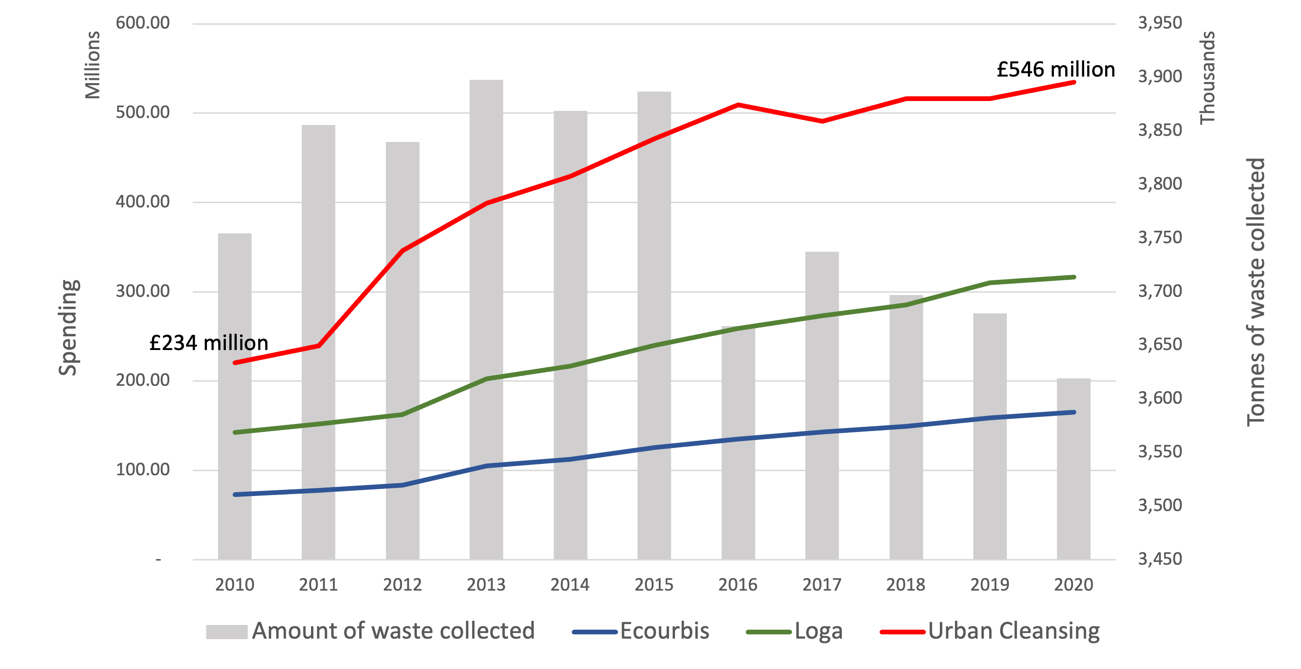 600.00
500.00
400.00
300.00
200.00
100.00
-
Millions
Spending
£234 million
£546 million
3,950
3,900
3,850
3,800
3,750
3,700
3,650
3,600
3,550
3,500
3,450
Thousands
Tonnes of waste collected
2010 2011 2012 2013 2014 2015 2016 2017 2018 2019 2020
Amount of waste collected Ecourbis Loga Urban Cleansing